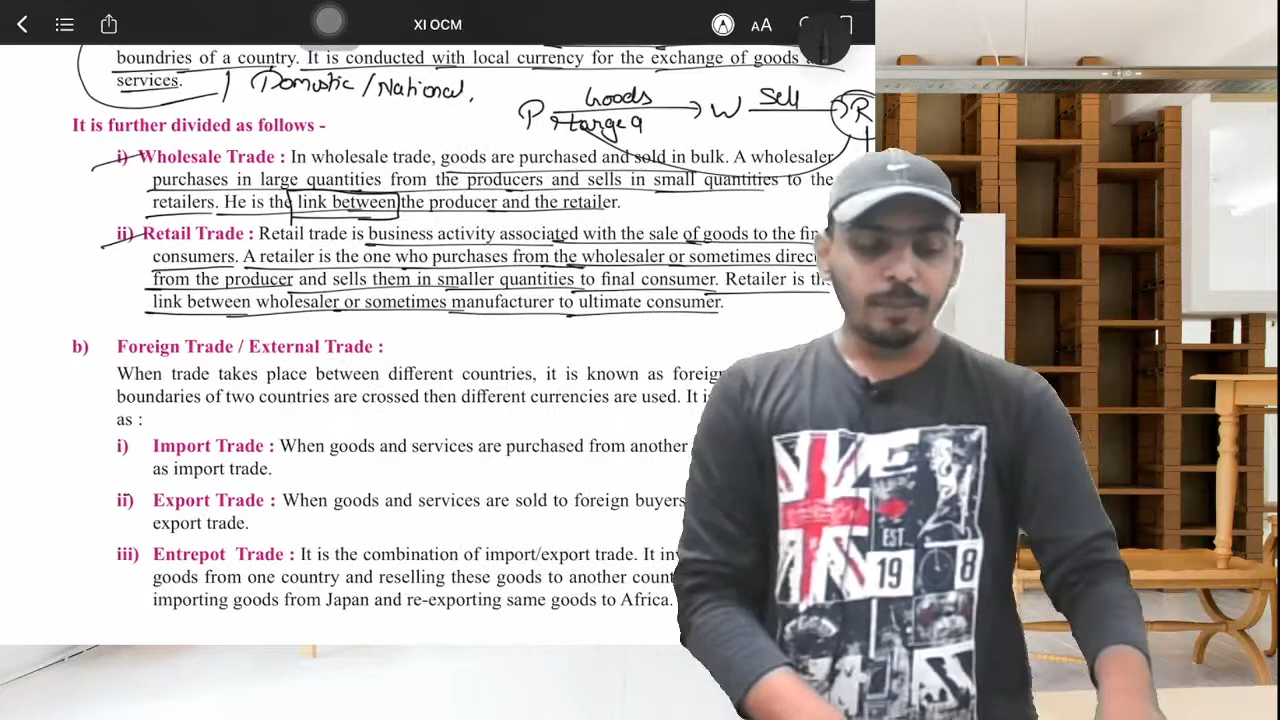 XI OCM
AA
boundries of a country. It is conducted with local currency for the exchange of goods
services.
Domestic / National.
P Goods W Sell R
Large q
It is further divided as follows -
i) Wholesale Trade : In wholesale trade, goods are purchased and sold in bulk. A wholesaler
purchases in large quantities from the producers and sells in small quantities to the
retailers. He is the link between the producer and the retailer.
ii) Retail Trade : Retail trade is business activity associated with the sale of goods to the
consumers. A retailer is the one who purchases from the wholesaler or sometimes
from the producer and sells them in smaller quantities to final consumer. Retailer is
link between wholesaler or sometimes manufacturer to ultimate consumer.
b) Foreign Trade / External Trade :
When trade takes place between different countries, it is known as
boundaries of two countries are crossed then different currencies are used. It
as :
i) Import Trade : When goods and services are purchased from another
as import trade.
ii) Export Trade : When goods and services are sold to foreign buyers
export trade.
iii) Entrepot Trade : It is the combination of import/export trade. It
goods from one country and reselling these goods to another
importing goods from Japan and re-exporting same goods to Africa.
EST
19 8